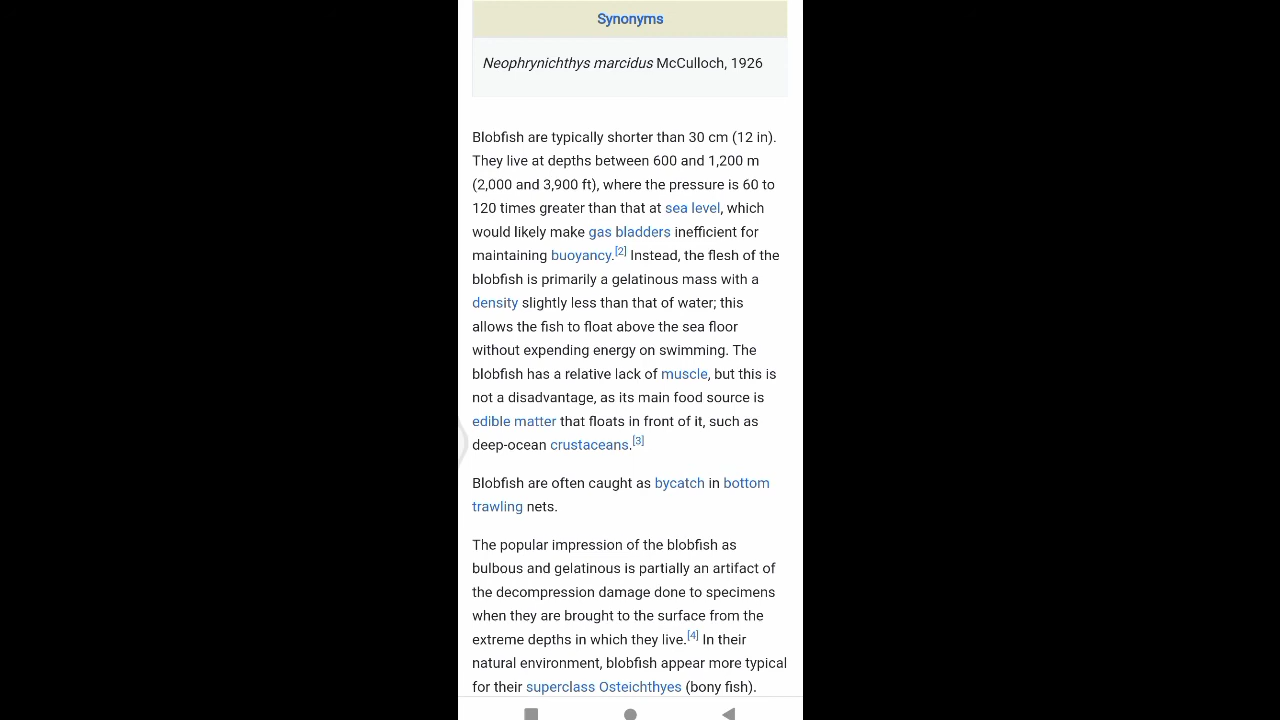 Synonyms
Neophrynichthys marcidus McCulloch, 1926
Blobfish are typically shorter than 30 cm (12 in).
They live at depths between 600 and 1,200 m
(2,000 and 3,900 ft), where the pressure is 60 to
120 times greater than that at sea level, which
would likely make gas bladders inefficient for
maintaining buoyancy.[2] Instead, the flesh of the
blobfish is primarily a gelatinous mass with a
density slightly less than that of water; this
allows the fish to float above the sea floor
without expending energy on swimming. The
blobfish has a relative lack of muscle, but this is
not a disadvantage, as its main food source is
edible matter that floats in front of it, such as
deep-ocean crustaceans.[3]
Blobfish are often caught as bycatch in bottom
trawling nets.
The popular impression of the blobfish as
bulbous and gelatinous is partially an artifact of
the decompression damage done to specimens
when they are brought to the surface from the
extreme depths in which they live.[4] In their
natural environment, blobfish appear more typical
for their superclass Osteichthyes (bony fish).